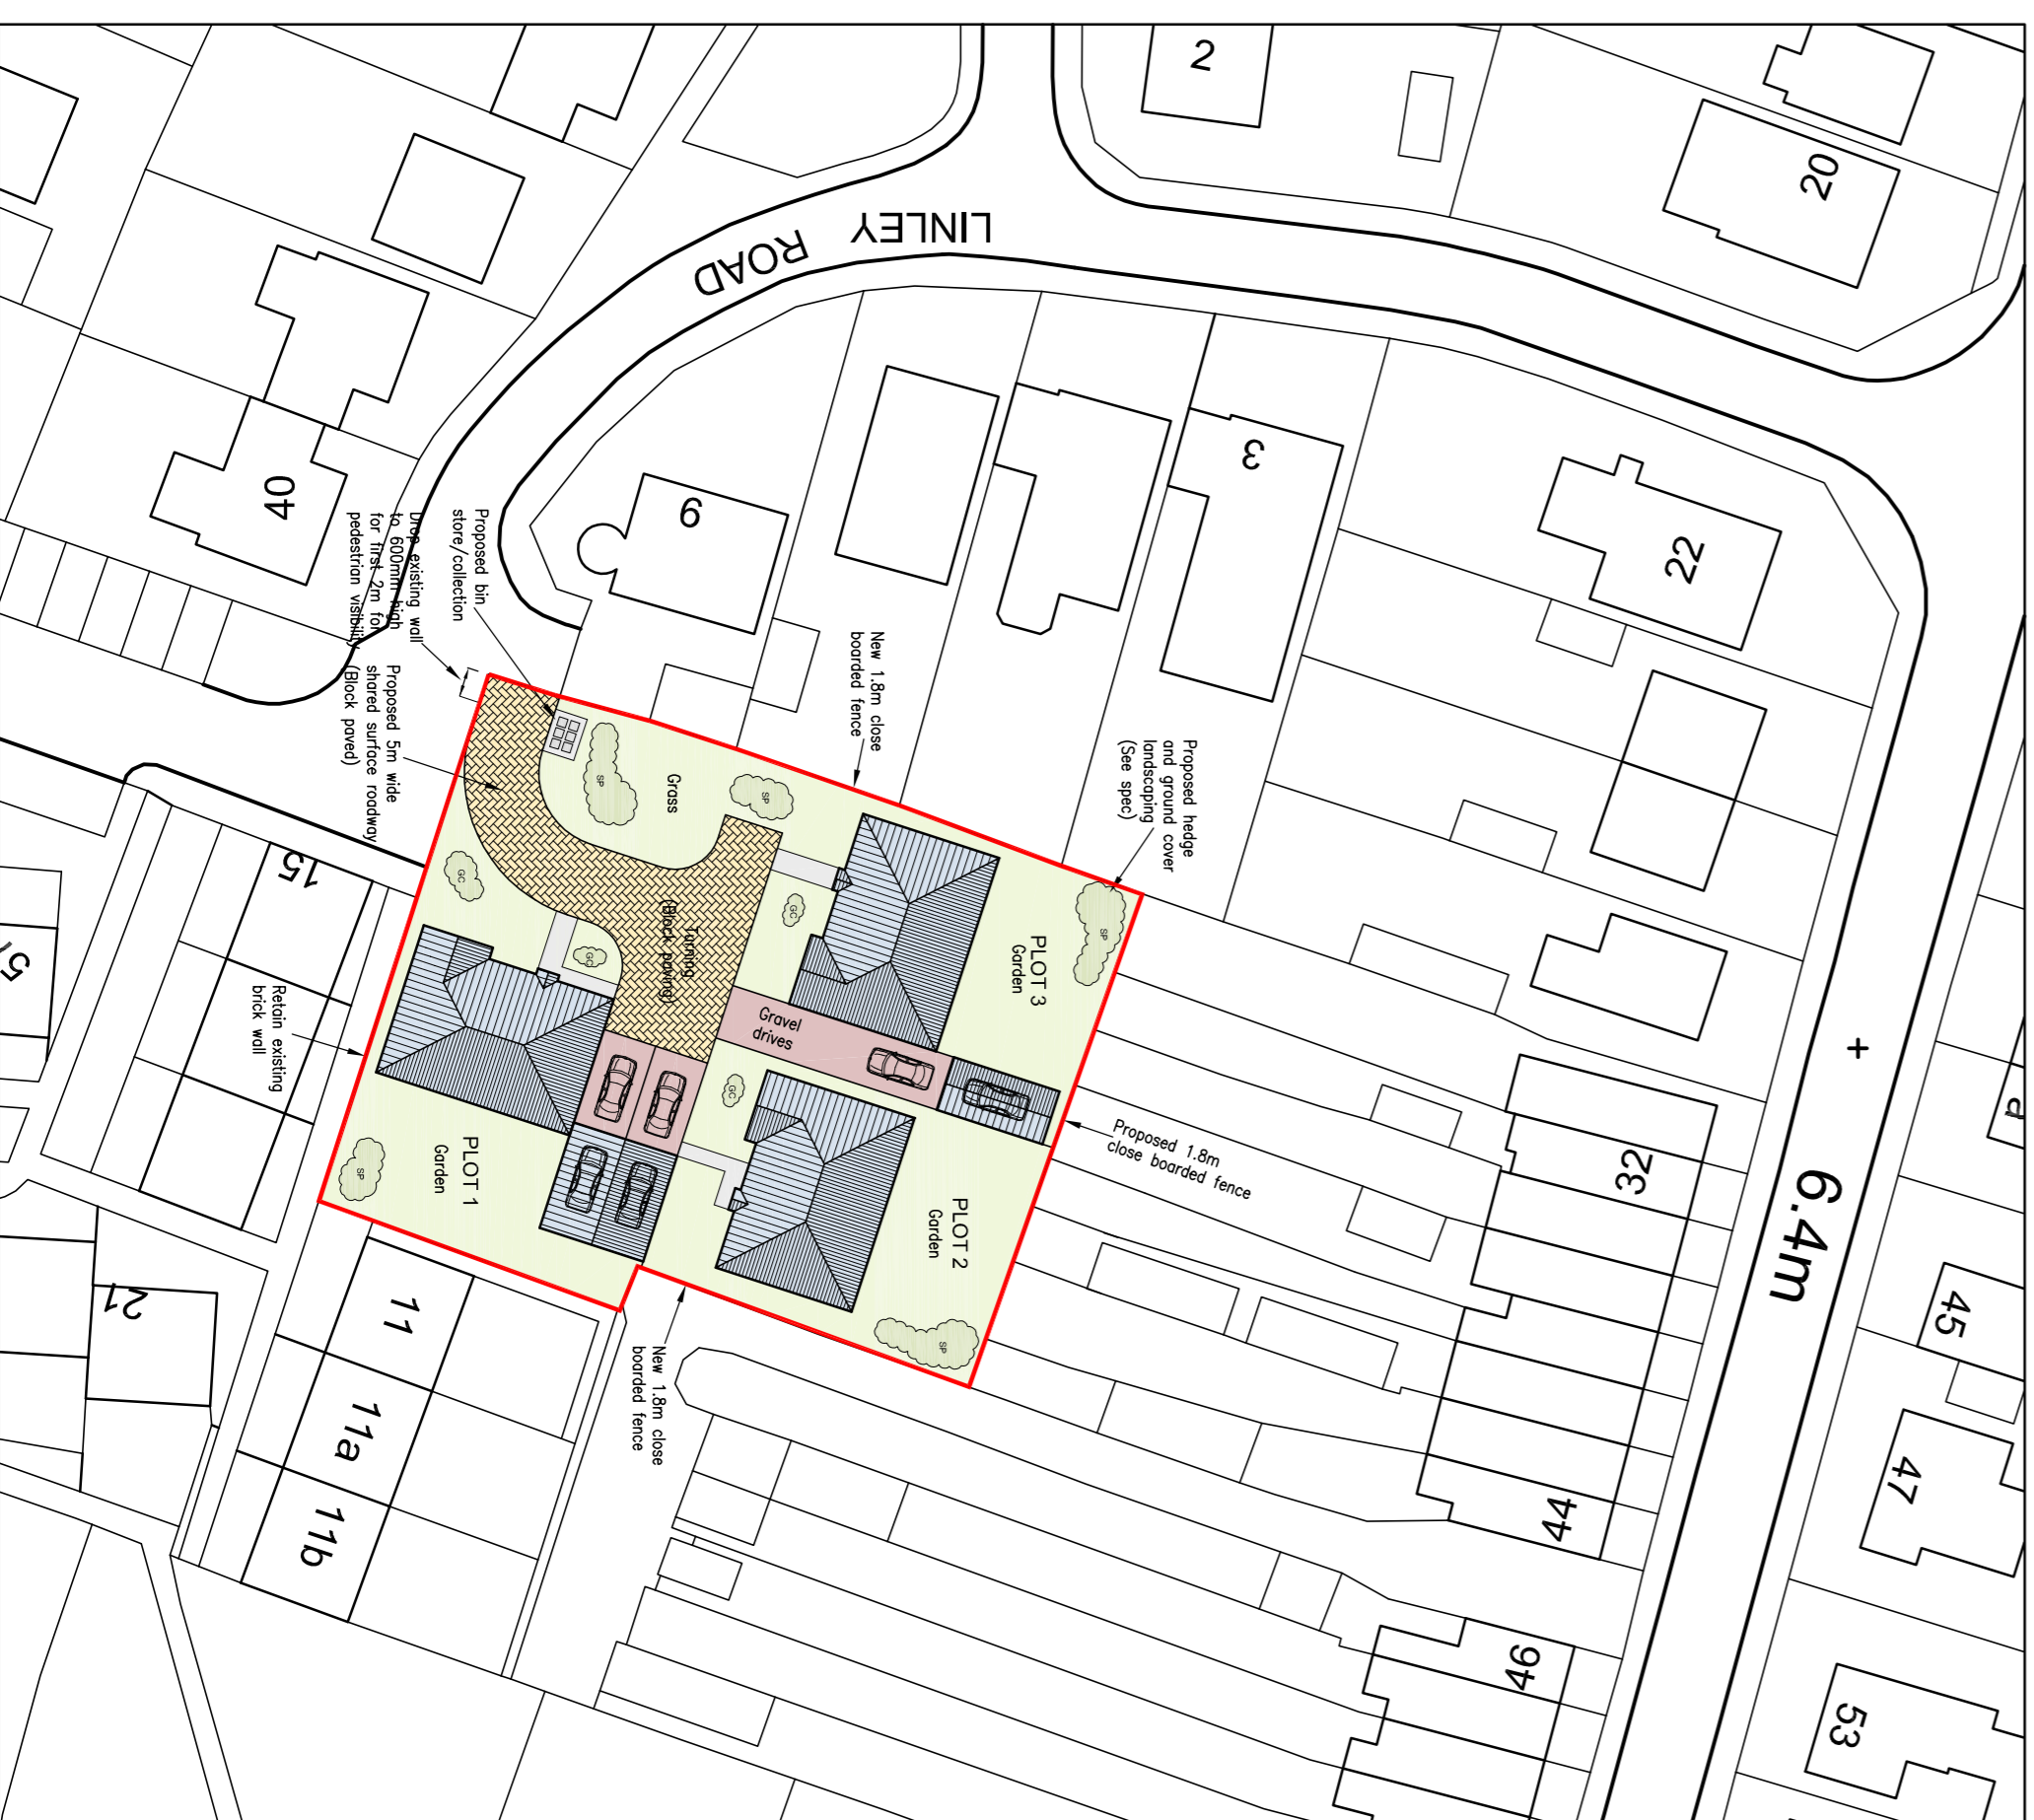 2
20
LINLEY
ROAD
3
9
22
40
Drop existing wall
to 600mm high
for first 2m for
pedestrian visibility
Proposed bin
store/collection
New 1.8m close
boarded fence
Proposed hedge
and ground cover
landscaping
(See spec)
Proposed 5m wide
shared surface roadway
(Block paved)
SP
Grass
SP
GC
GC
GC
SP
PLOT 3
Garden
Turning
(Block paving)
Gravel
drives
GC
15
57
Retain existing
brick wall
Proposed 1.8m
close boarded fence
PLOT 1
Garden
SP
PLOT 2
Garden
SP
New 1.8m close
boarded fence
32
+
6.4m
a
45
47
44
46
53
21
11
11a
11b